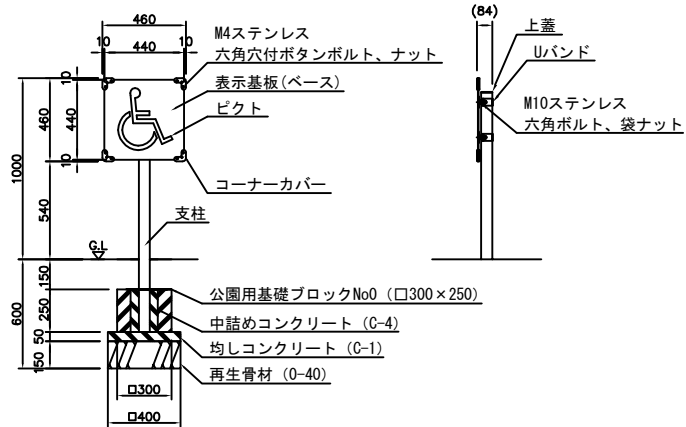 460
10
440
10
M4ステンレス
六角穴付ボタンボルト、ナット
表示基板(ベース)
ピクト
コーナーカバー
支柱
10
460
440
10
1000
540
G.L
150
600
250
50
150
公園用基礎ブロックNo0 (□300×250)
中詰めコンクリート (C-4)
均しコンクリート (C-1)
再生骨材 (0-40)
□300
□400
(84)
上蓋
Uバンド
M10ステンレス
六角ボルト、袋ナット